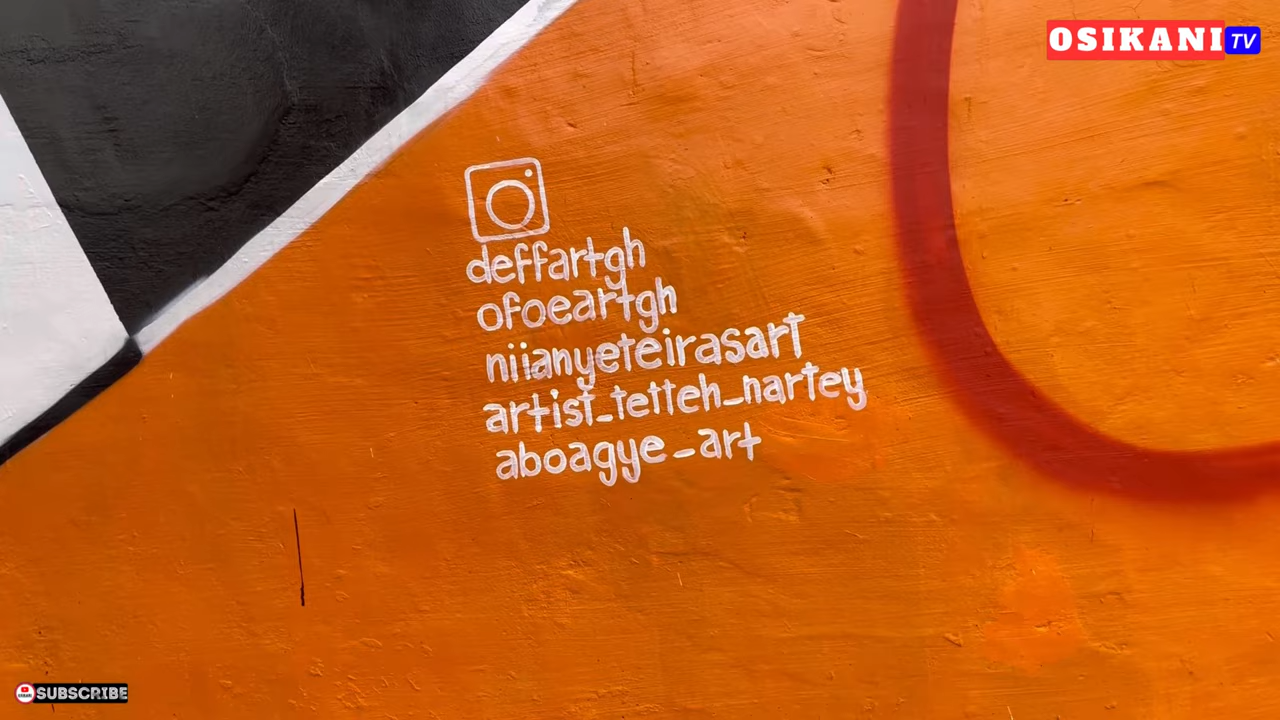 OSIKANI TV
deffartgh
ofoeartgh
niianyeteirasart
artist_tetteh_nartey
aboagye_art
SUBSCRIBE